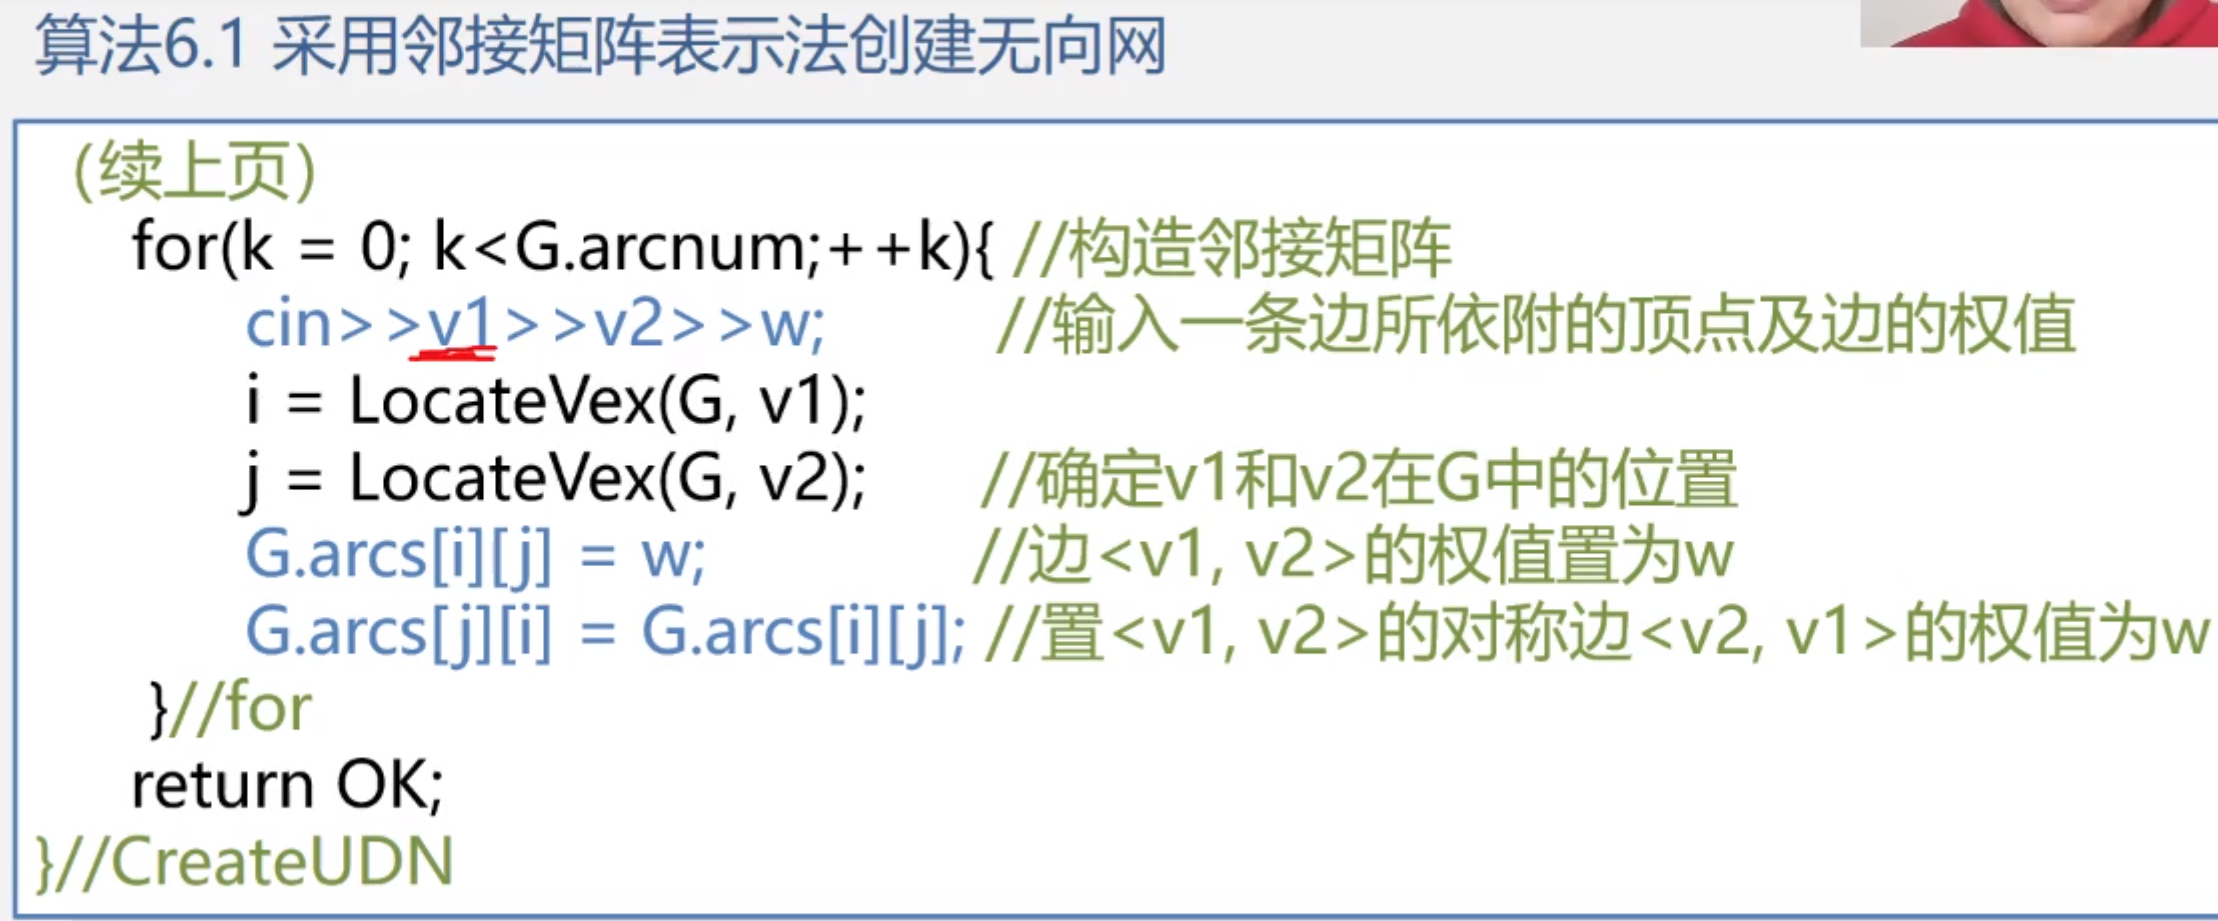 算法6.1 采用邻接矩阵表示法创建无向网
(续上页)
for(k = 0; k<G.arcnum;++k){ //构造邻接矩阵
cin>>v1>>v2>>w; //输入一条边所依附的顶点及边的权值
i = LocateVex(G, v1);
j = LocateVex(G, v2); //确定v1和v2在G中的位置
G.arcs[i][j] = w; //边<v1, v2>的权值置为w
G.arcs[j][i] = G.arcs[i][j]; //置<v1, v2>的对称边<v2, v1>的权值为w
}//for
return OK;
}//CreateUDN